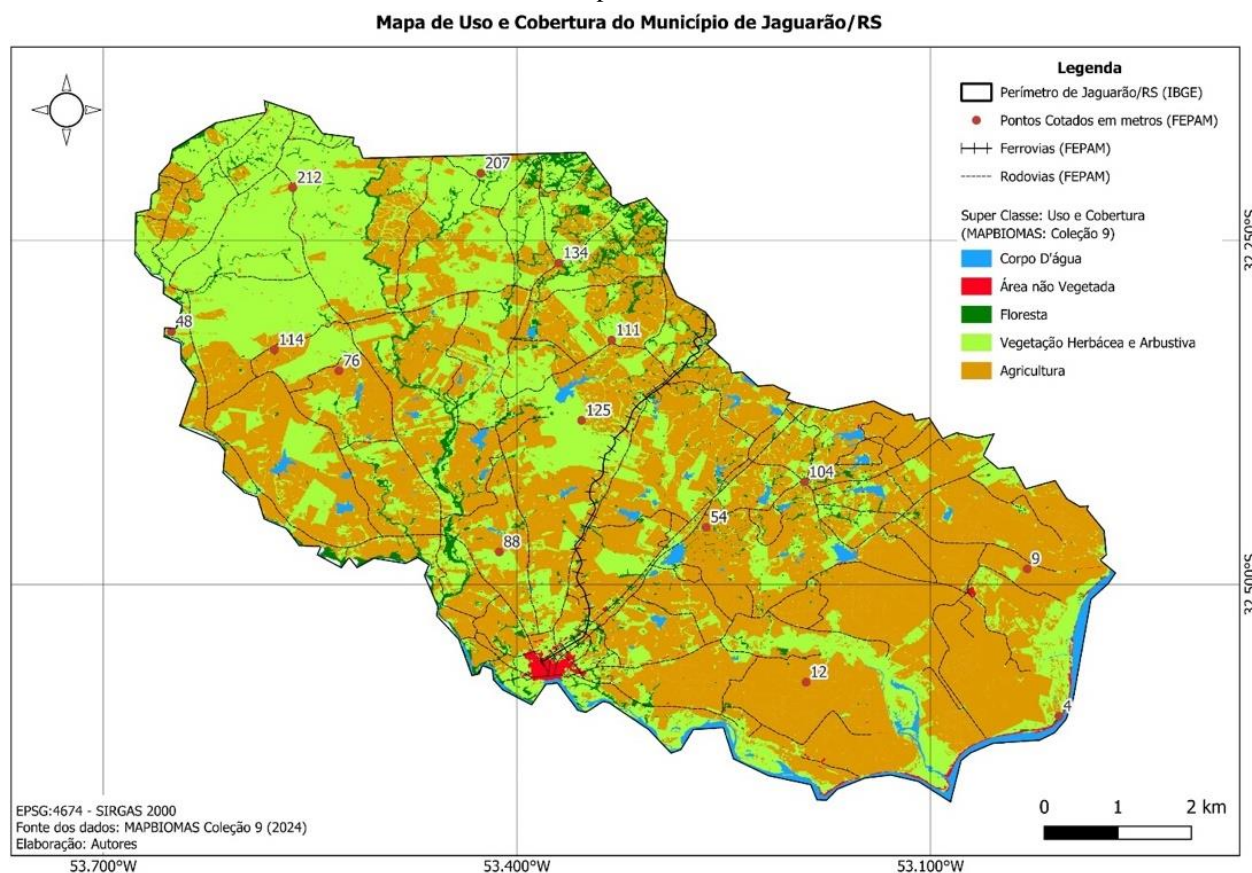 Mapa de Uso e Cobertura do Município de Jaguarão/RS
Legenda
Perímetro de Jaguarão/RS (IBGE)
Pontos Cotados em metros (FEPAM)
Ferrovias (FEPAM)
Rodovias (FEPAM)
Super Classe: Uso e Cobertura
(MAPBIOMAS: Coleção 9)
Corpo D'água
Área não Vegetada
Floresta
Vegetação Herbácea e Arbustiva
Agricultura
207
212
32.250°S
134
48
111
114
76
125
104
54
88
9
32.500°S
12
4
EPSG:4674 - SIRGAS 2000
Fonte dos dados: MAPBIOMAS Coleção 9 (2024)
Elaboração: Autores
0 1 2 km
53.700°W 53.400°W 53.100°W